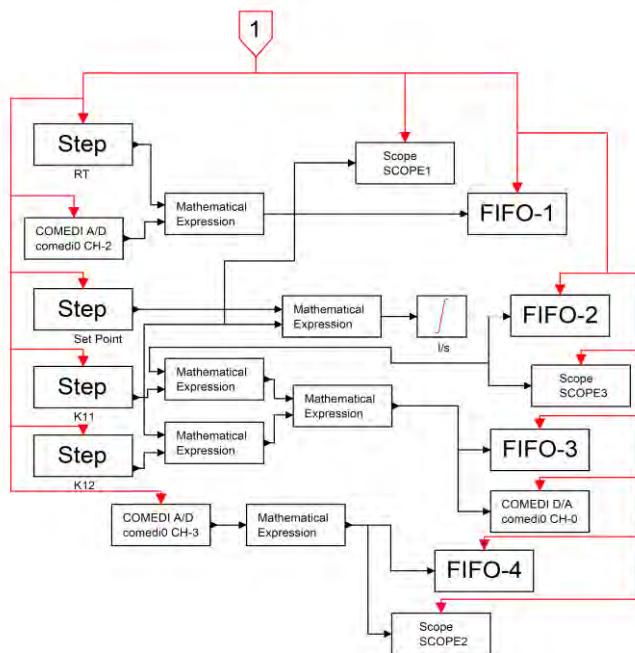 1
Step
RT
Scope
SCOPE1
Mathematical
Expression
FIFO-1
COMEDI A/D
comedi0 CH-2
Step
Set Point
Mathematical
Expression
I/s
FIFO-2
Step
K11
Mathematical
Expression
Mathematical
Expression
Scope
SCOPE3
Step
K12
Mathematical
Expression
FIFO-3
COMEDI A/D
comedi0 CH-3
Mathematical
Expression
COMEDI D/A
comedi0 CH-0
FIFO-4
Scope
SCOPE2